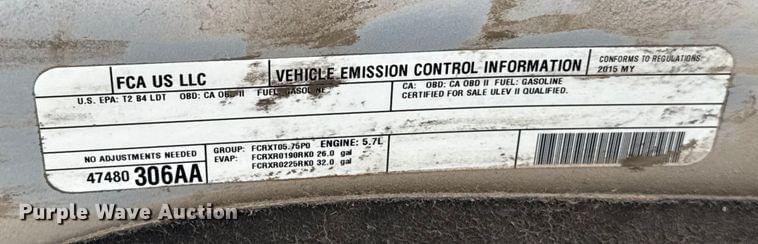 FCA US LLC
VEHICLE EMISSION CONTROL INFORMATION
CONFORMS TO REGULATIONS:
2015 MY
U.S. EPA: T2 B4 LDT OBD: CA OBD II FUEL: GASOLINE
CA: OBD: CA OBD II FUEL: GASOLINE
CERTIFIED FOR SALE ULEV II QUALIFIED.
NO ADJUSTMENTS NEEDED
47480 306AA
GROUP: FCRXT05.75P0 ENGINE: 5.7L
EVAP: FCRXR0190RK0 26.0 gal
FCRXR0225RK0 32.0 gal
Purple Wave Auction